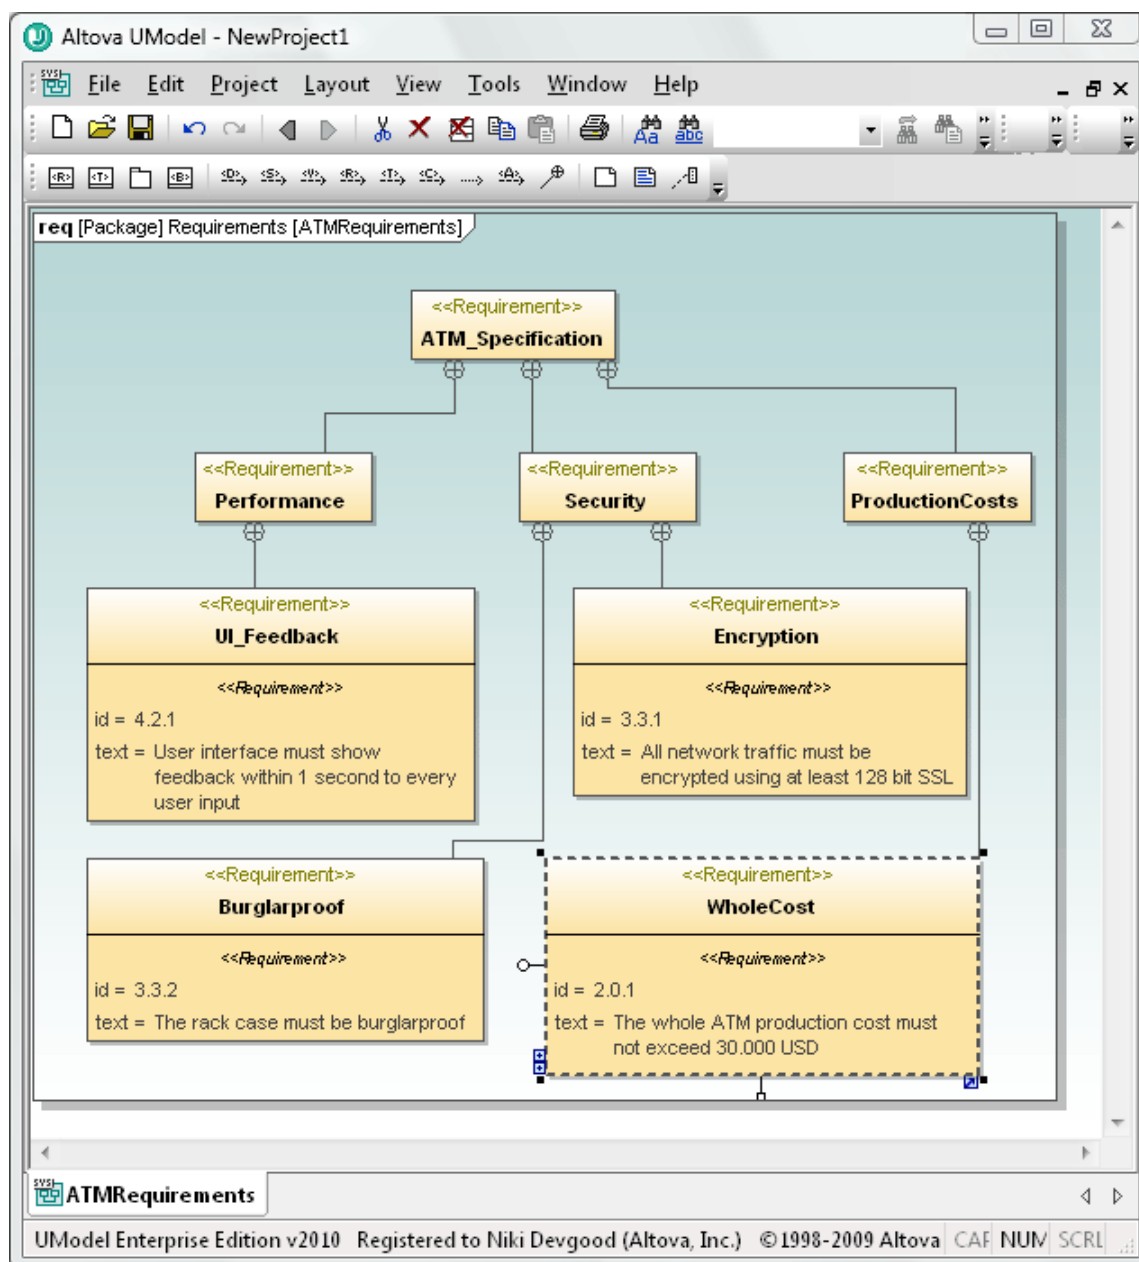 Altova UModel - NewProject1
File Edit Project Layout View Tools Window Help
req [Package] Requirements [ATMRequirements]
<<Requirement>>
ATM_Specification
<<Requirement>>
Performance
<<Requirement>>
Security
<<Requirement>>
ProductionCosts
<<Requirement>>
UI_Feedback
<<Requirement>>
id = 4.2.1
text = User interface must show
feedback within 1 second to every
user input
<<Requirement>>
Encryption
<<Requirement>>
id = 3.3.1
text = All network traffic must be
encrypted using at least 128 bit SSL
<<Requirement>>
Burglarproof
<<Requirement>>
id = 3.3.2
text = The rack case must be burglarproof
<<Requirement>>
WholeCost
<<Requirement>>
id = 2.0.1
text = The whole ATM production cost must
not exceed 30.000 USD
ATMRequirements
UModel Enterprise Edition v2010 Registered to Niki Devgood (Altova, Inc.) ©1998-2009 Altova NUM SCRL